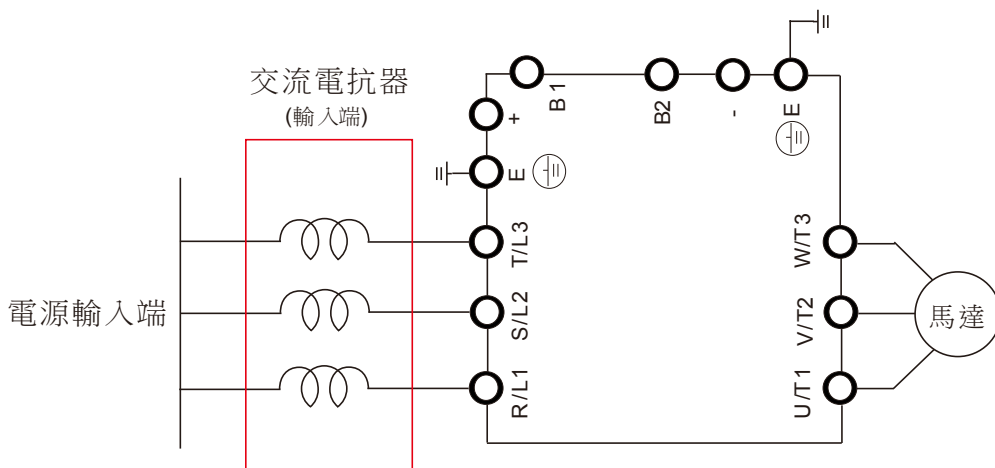 交流電抗器
(輸入端)
電源輸入端
+
B1
B2
-
E
E
T/L3
S/L2
R/L1
W/T3
V/T2
U/T1
馬達